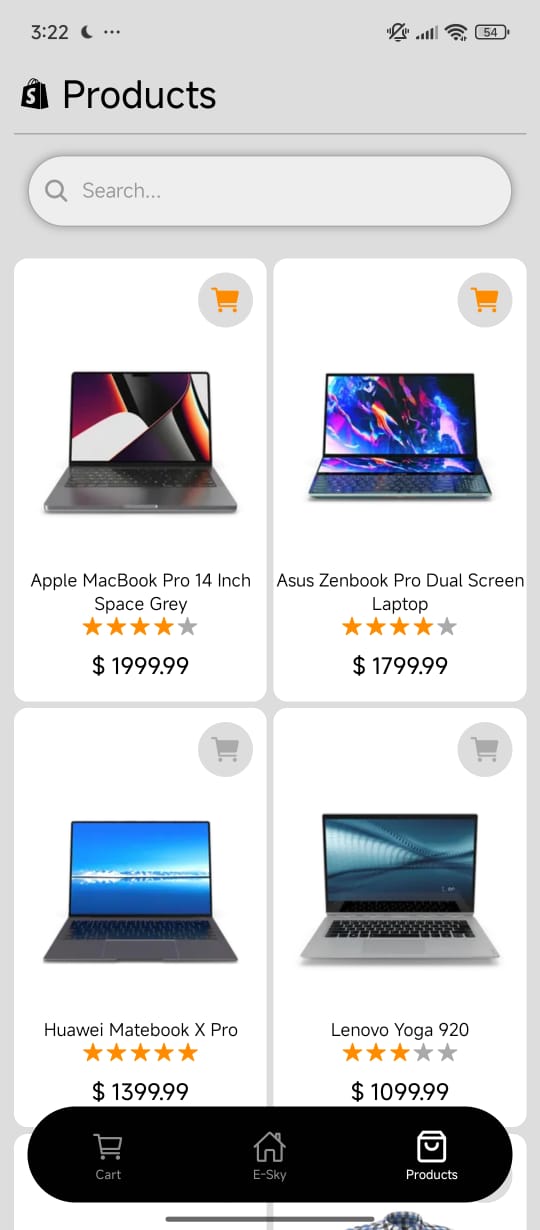 3:22
54
Products
Search...
Apple MacBook Pro 14 Inch
Space Grey
$ 1999.99
Asus Zenbook Pro Dual Screen
Laptop
$ 1799.99
Huawei Matebook X Pro
$ 1399.99
Lenovo Yoga 920
$ 1099.99
Cart
E-Sky
Products